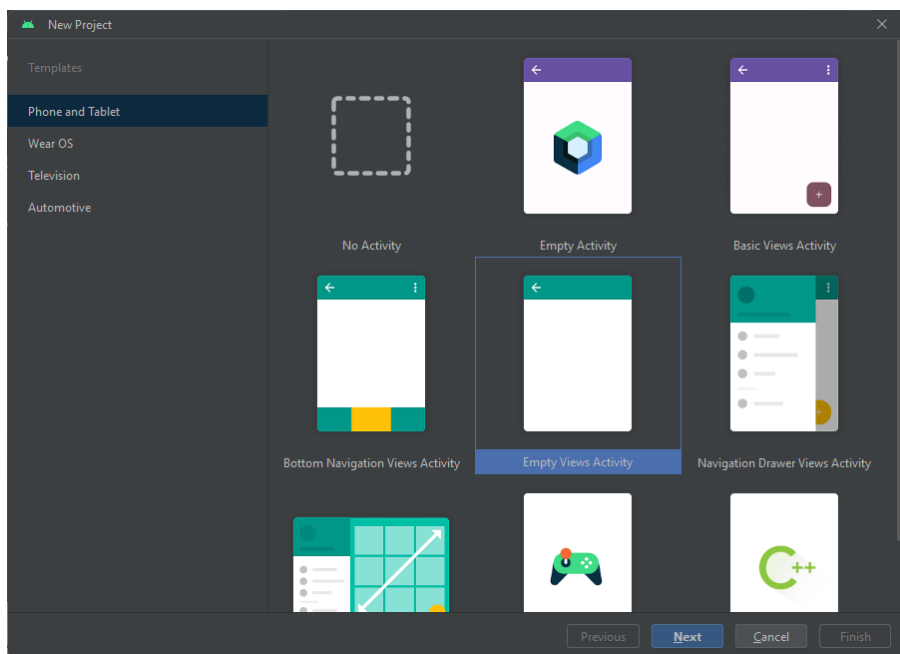 New Project
Templates
Phone and Tablet
Wear OS
Television
Automotive
No Activity
Empty Activity
Basic Views Activity
Bottom Navigation Views Activity
Empty Views Activity
Navigation Drawer Views Activity
C++
Previous
Next
Cancel
Finish